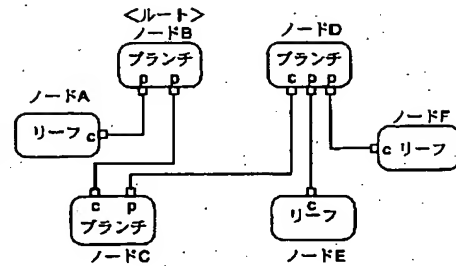 <ルート>
ノードB
ブランチ
p p
ノードD
ブランチ
c p p
ノードA
リーフ c
ノードF
c リーフ
c p
ブランチ
ノードC
c
リーフ
ノードE